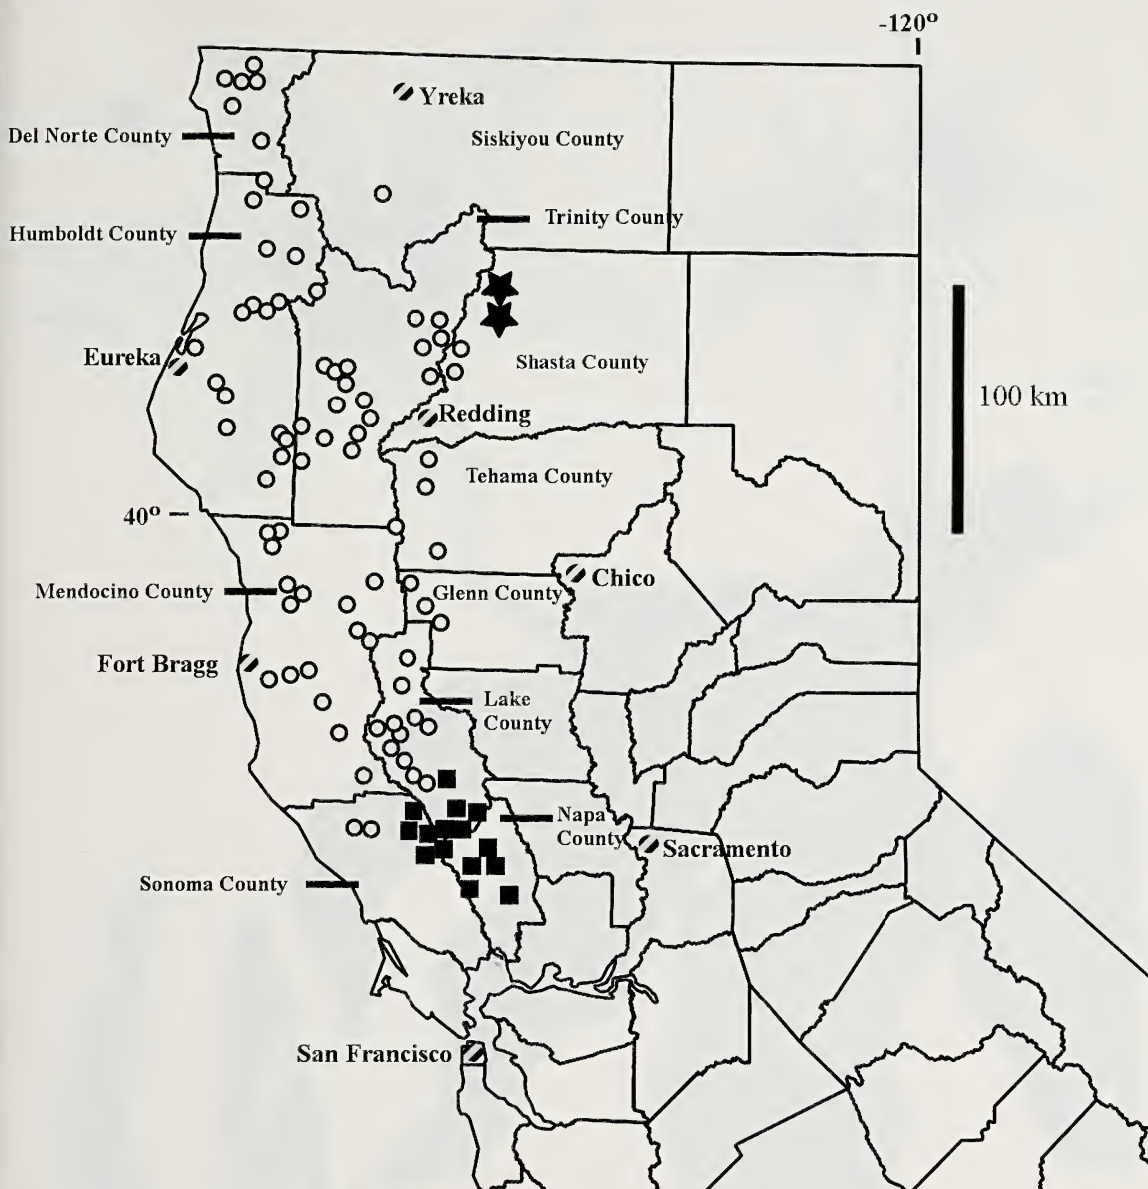 -120°
Yreka
Del Norte County
Siskiyou County
Trinity County
Humboldt County
Eureka
Shasta County
100 km
Redding
Tehama County
40°
Chico
Mendocino County
Glenn County
Fort Bragg
Lake
County
Napa
County
Sacramento
Sonoma County
San Francisco